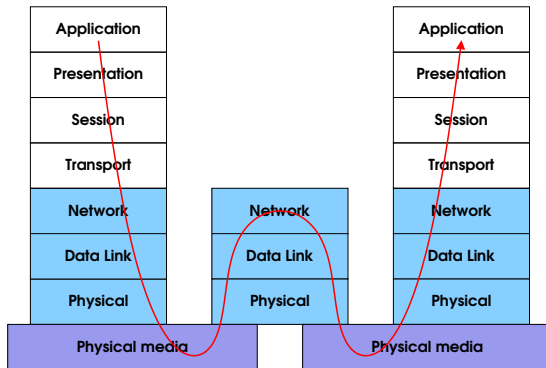 Application
Presentation
Session
Transport
Network
Data Link
Physical
Network
Data Link
Physical
Application
Presentation
Session
Transport
Network
Data Link
Physical
Physical media
Physical media